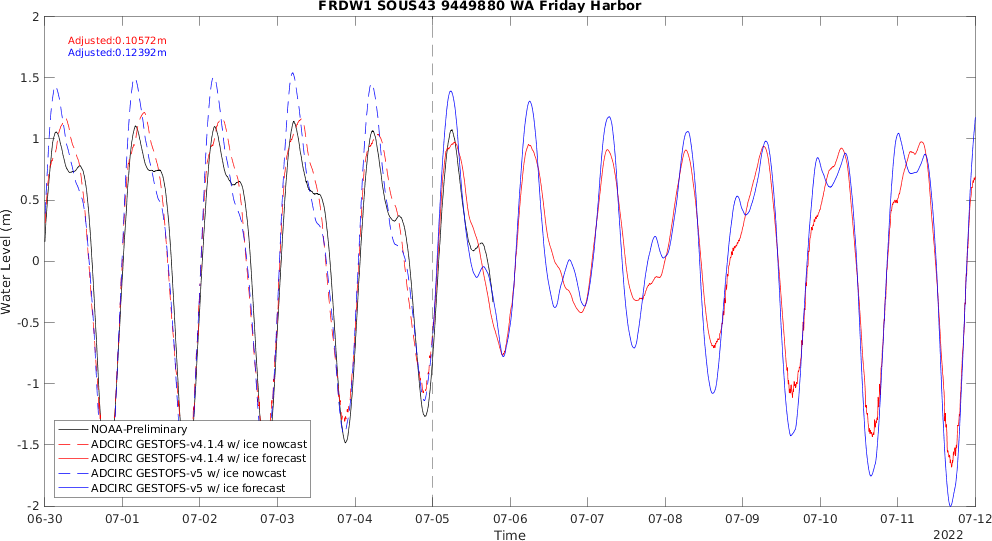 FRDW1 SOUS43 9449880 WA Friday Harbor
Adjusted:0.10572m
Adjusted:0.12392m
2
1.5
1
0.5
0
-0.5
-1
-1.5
-2
Water Level (m)
NOAA-Preliminary
ADCIRC GESTOFS-v4.1.4 w/ ice nowcast
ADCIRC GESTOFS-v4.1.4 w/ ice forecast
ADCIRC GESTOFS-v5 w/ ice nowcast
ADCIRC GESTOFS-v5 w/ ice forecast
06-30 07-01 07-02 07-03 07-04 07-05 07-06 07-07 07-08 07-09 07-10 07-11 07-12
Time
2022